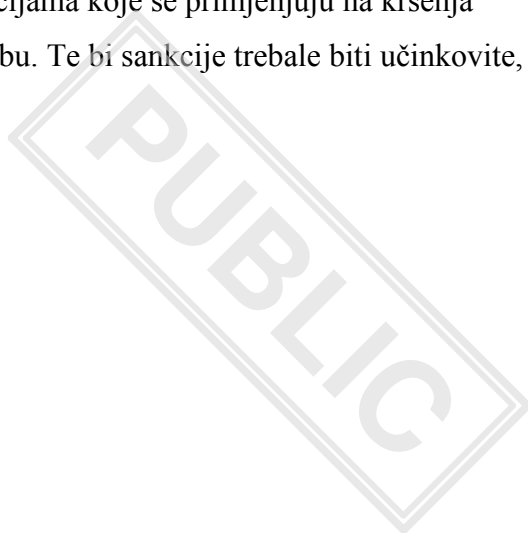 cijama koje se primjenjuju na kršenja
bu. Te bi sankcije trebale biti učinkovite,
PUBLIC